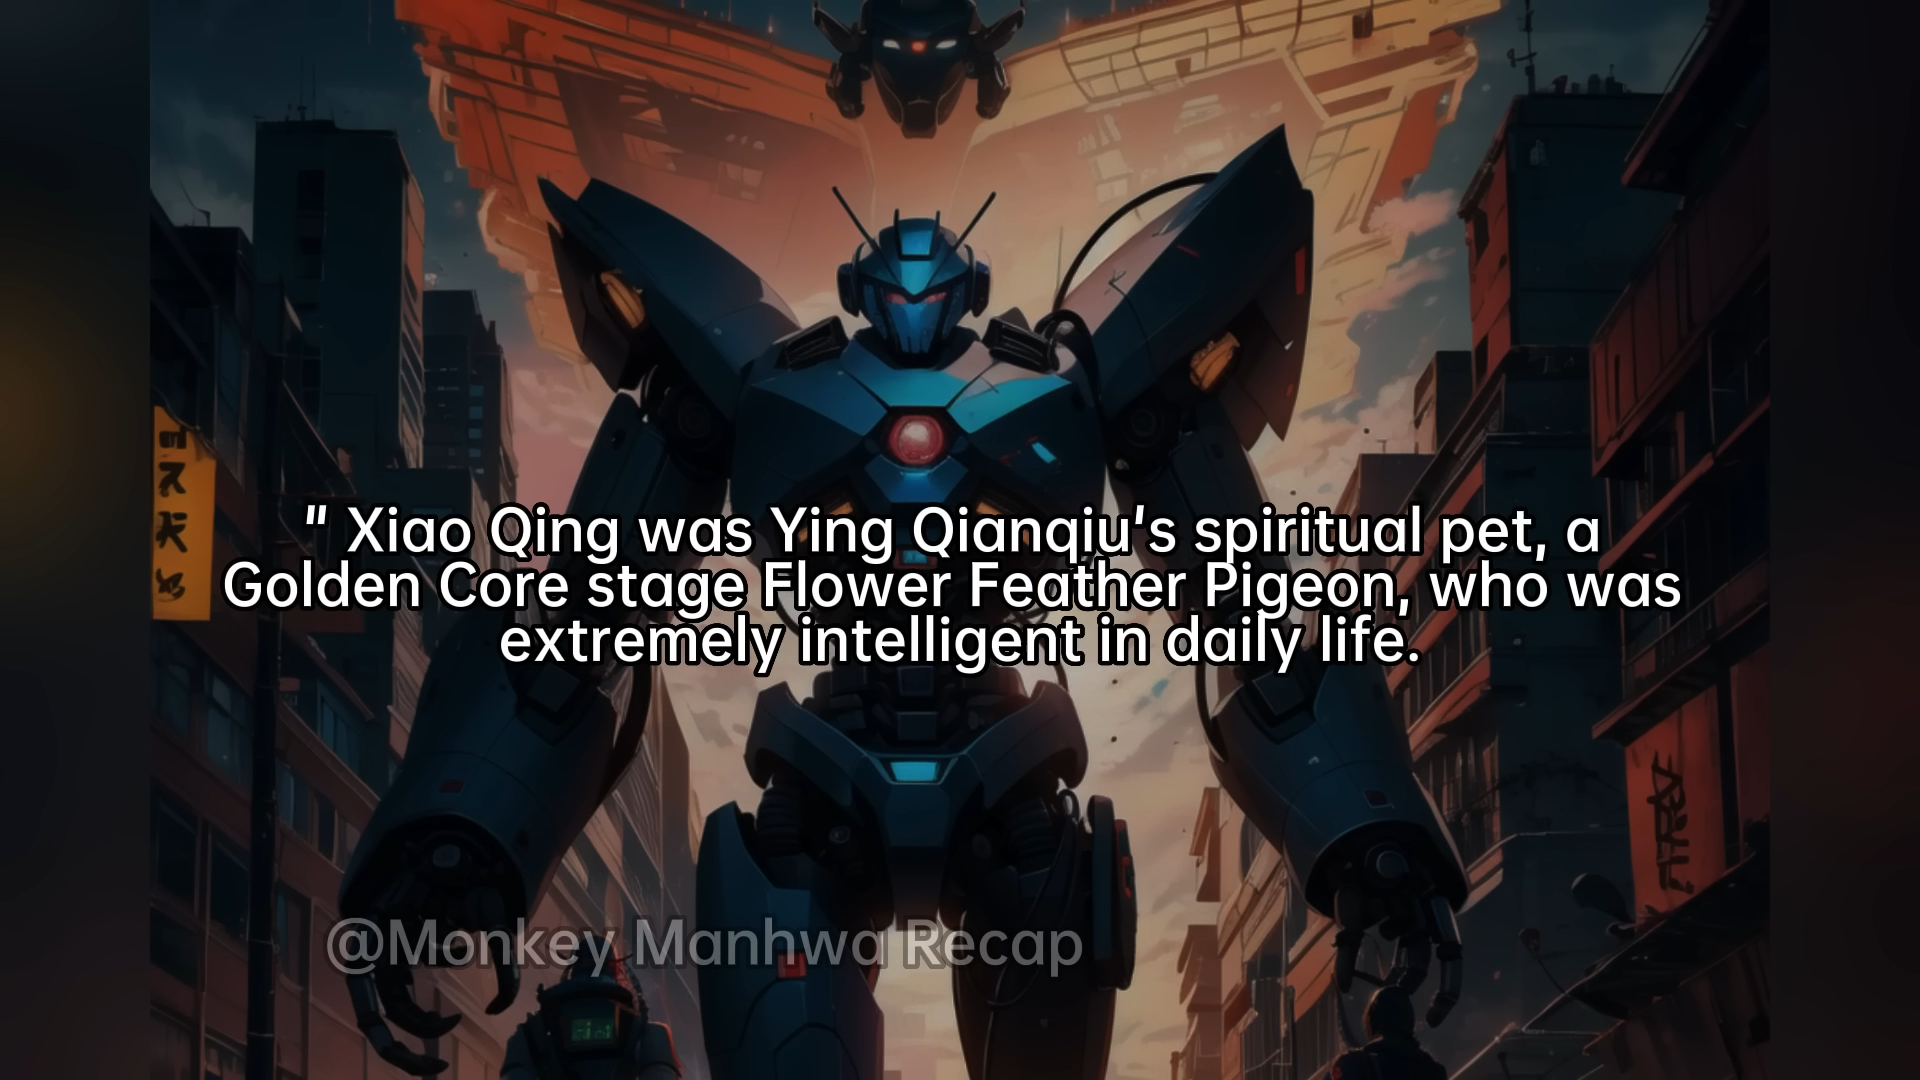 " Xiao Qing was Ying Qianqiu's spiritual pet, a
Golden Core stage Flower Feather Pigeon, who was
extremely intelligent in daily life.
@Monkey Manhwa Recap